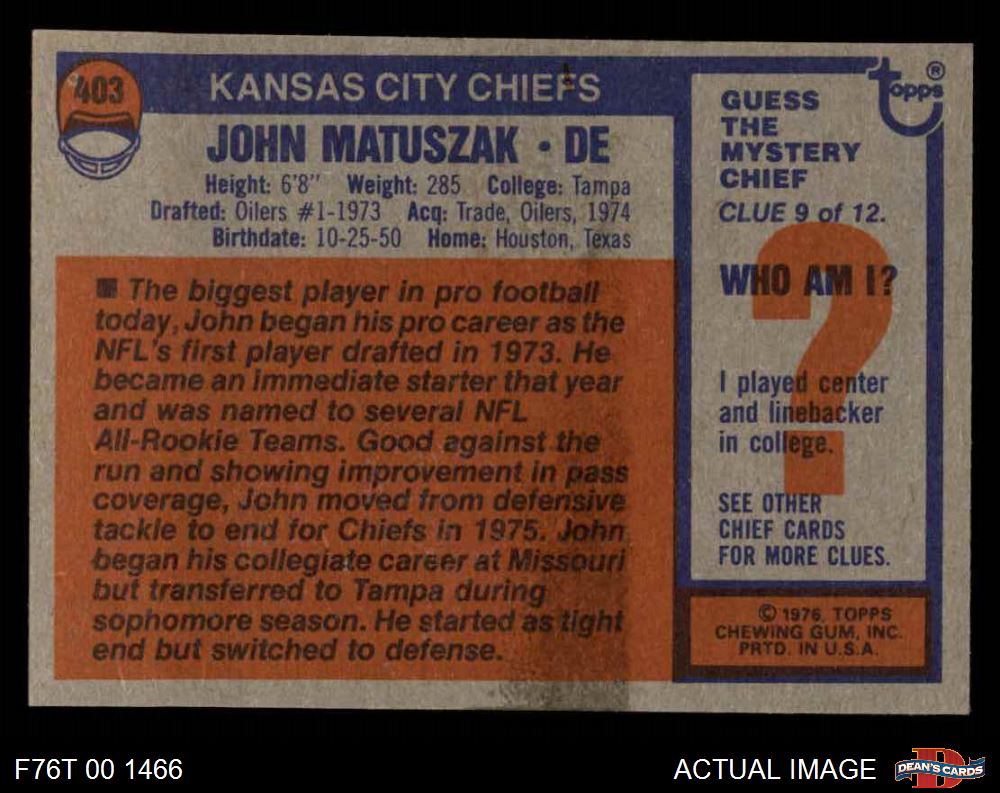 403
KANSAS CITY CHIEFS
JOHN MATUSZAK • DE
Height: 6'8" Weight: 285 College: Tampa
Drafted: Oilers #1-1973 Acq: Trade, Oilers, 1974
Birthdate: 10-25-50 Home: Houston, Texas
■ The biggest player in pro football
today, John began his pro career as the
NFL's first player drafted in 1973. He
became an immediate starter that year
and was named to several NFL
All-Rookie Teams. Good against the
run and showing improvement in pass
coverage, John moved from defensive
tackle to end for Chiefs in 1975. John
began his collegiate career at Missouri
but transferred to Tampa during
sophomore season. He started as tight
end but switched to defense.
topps ®
GUESS
THE
MYSTERY
CHIEF
CLUE 9 of 12.
?
WHO AM I?
I played center
and linebacker
in college.
SEE OTHER
CHIEF CARDS
FOR MORE CLUES.
© 1976 TOPPS
CHEWING GUM, INC.
PRTD. IN U.S.A.
F76T 00 1466
ACTUAL IMAGE
DEAN'S CARDS